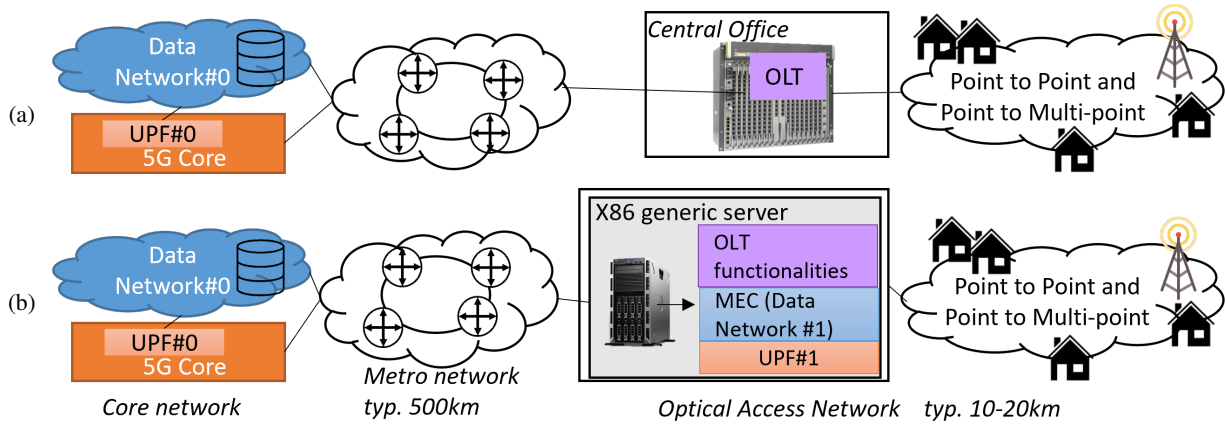 (a)
Data
Network#0
UPF#0
5G Core
Central Office
OLT
Point to Point and
Point to Multi-point
(b)
Data
Network#0
UPF#0
5G Core
X86 generic server
OLT
functionalities
MEC (Data
Network #1)
UPF#1
Point to Point and
Point to Multi-point
Core network
Metro network
typ. 500km
Optical Access Network typ. 10-20km